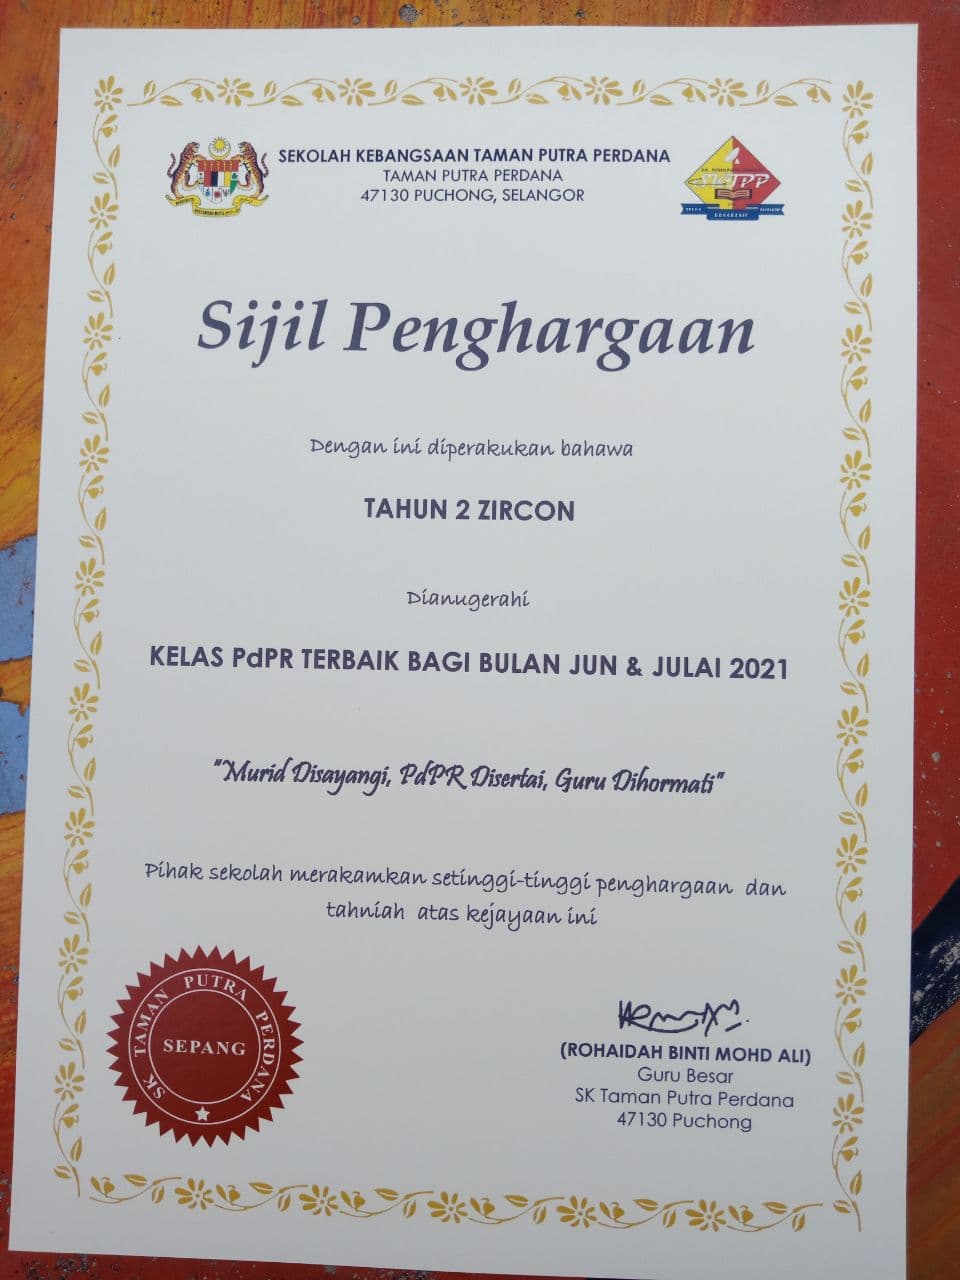 SEKOLAH KEBANGSAAN TAMAN PUTRA PERDANA
TAMAN PUTRA PERDANA
47130 PUCHONG, SELANGOR
SKTPP
Sijil Penghargaan
Dengan ini diperakukan bahawa
TAHUN 2 ZIRCON
Dianugerahi
KELAS PdPR TERBAIK BAGI BULAN JUN & JULAI 2021
"Murid Disayangi, PdPR Disertai, Guru Dihormati"
Pihak sekolah merakamkan setinggi-tinggi penghargaan dan
tahniah atas kejayaan ini
SK TAMAN PUTRA PERDANA
SEPANG
(ROHAIDAH BINTI MOHD ALI)
Guru Besar
SK Taman Putra Perdana
47130 Puchong